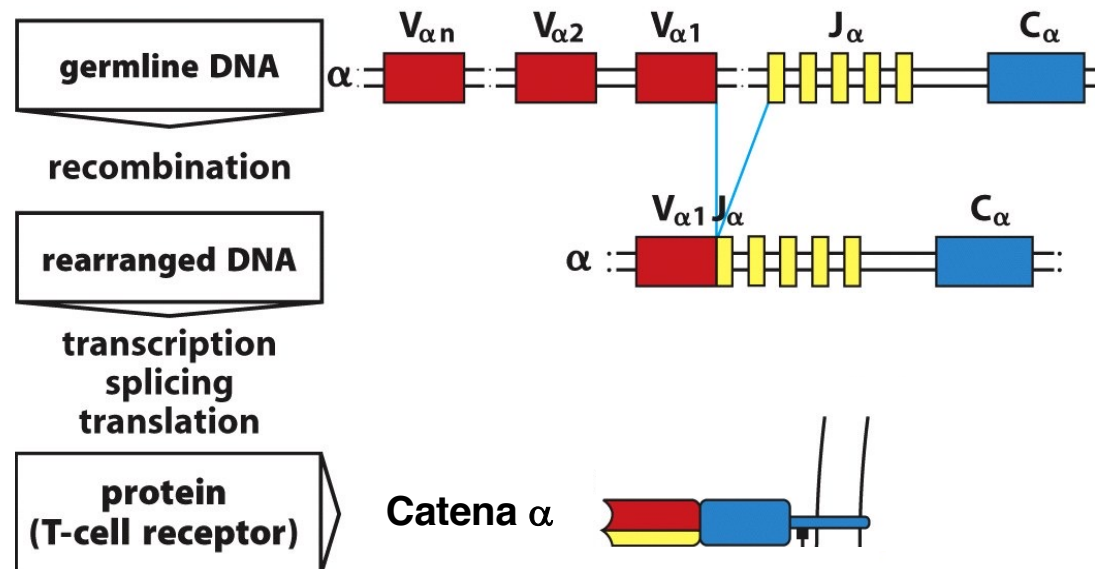 germline DNA
α
Vαn
Vα2
Vα1
Jα
Cα
recombination
rearranged DNA
α
Vα1
Jα
Cα
transcription
splicing
translation
protein
(T-cell receptor)
Catena α